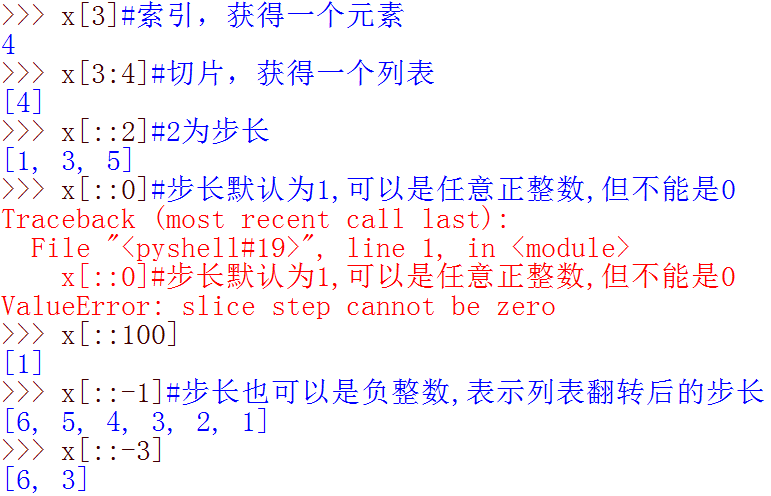 >>> x[3]#索引，获得一个元素
4
>>> x[3:4]#切片，获得一个列表
[4]
>>> x[::2]#2为步长
[1, 3, 5]
>>> x[::0]#步长默认为1,可以是任意正整数,但不能是0
Traceback (most recent call last):
  File "<pyshell#19>", line 1, in <module>
    x[::0]#步长默认为1,可以是任意正整数,但不能是0
ValueError: slice step cannot be zero
>>> x[::100]
[1]
>>> x[::-1]#步长也可以是负整数,表示列表翻转后的步长
[6, 5, 4, 3, 2, 1]
>>> x[::-3]
[6, 3]